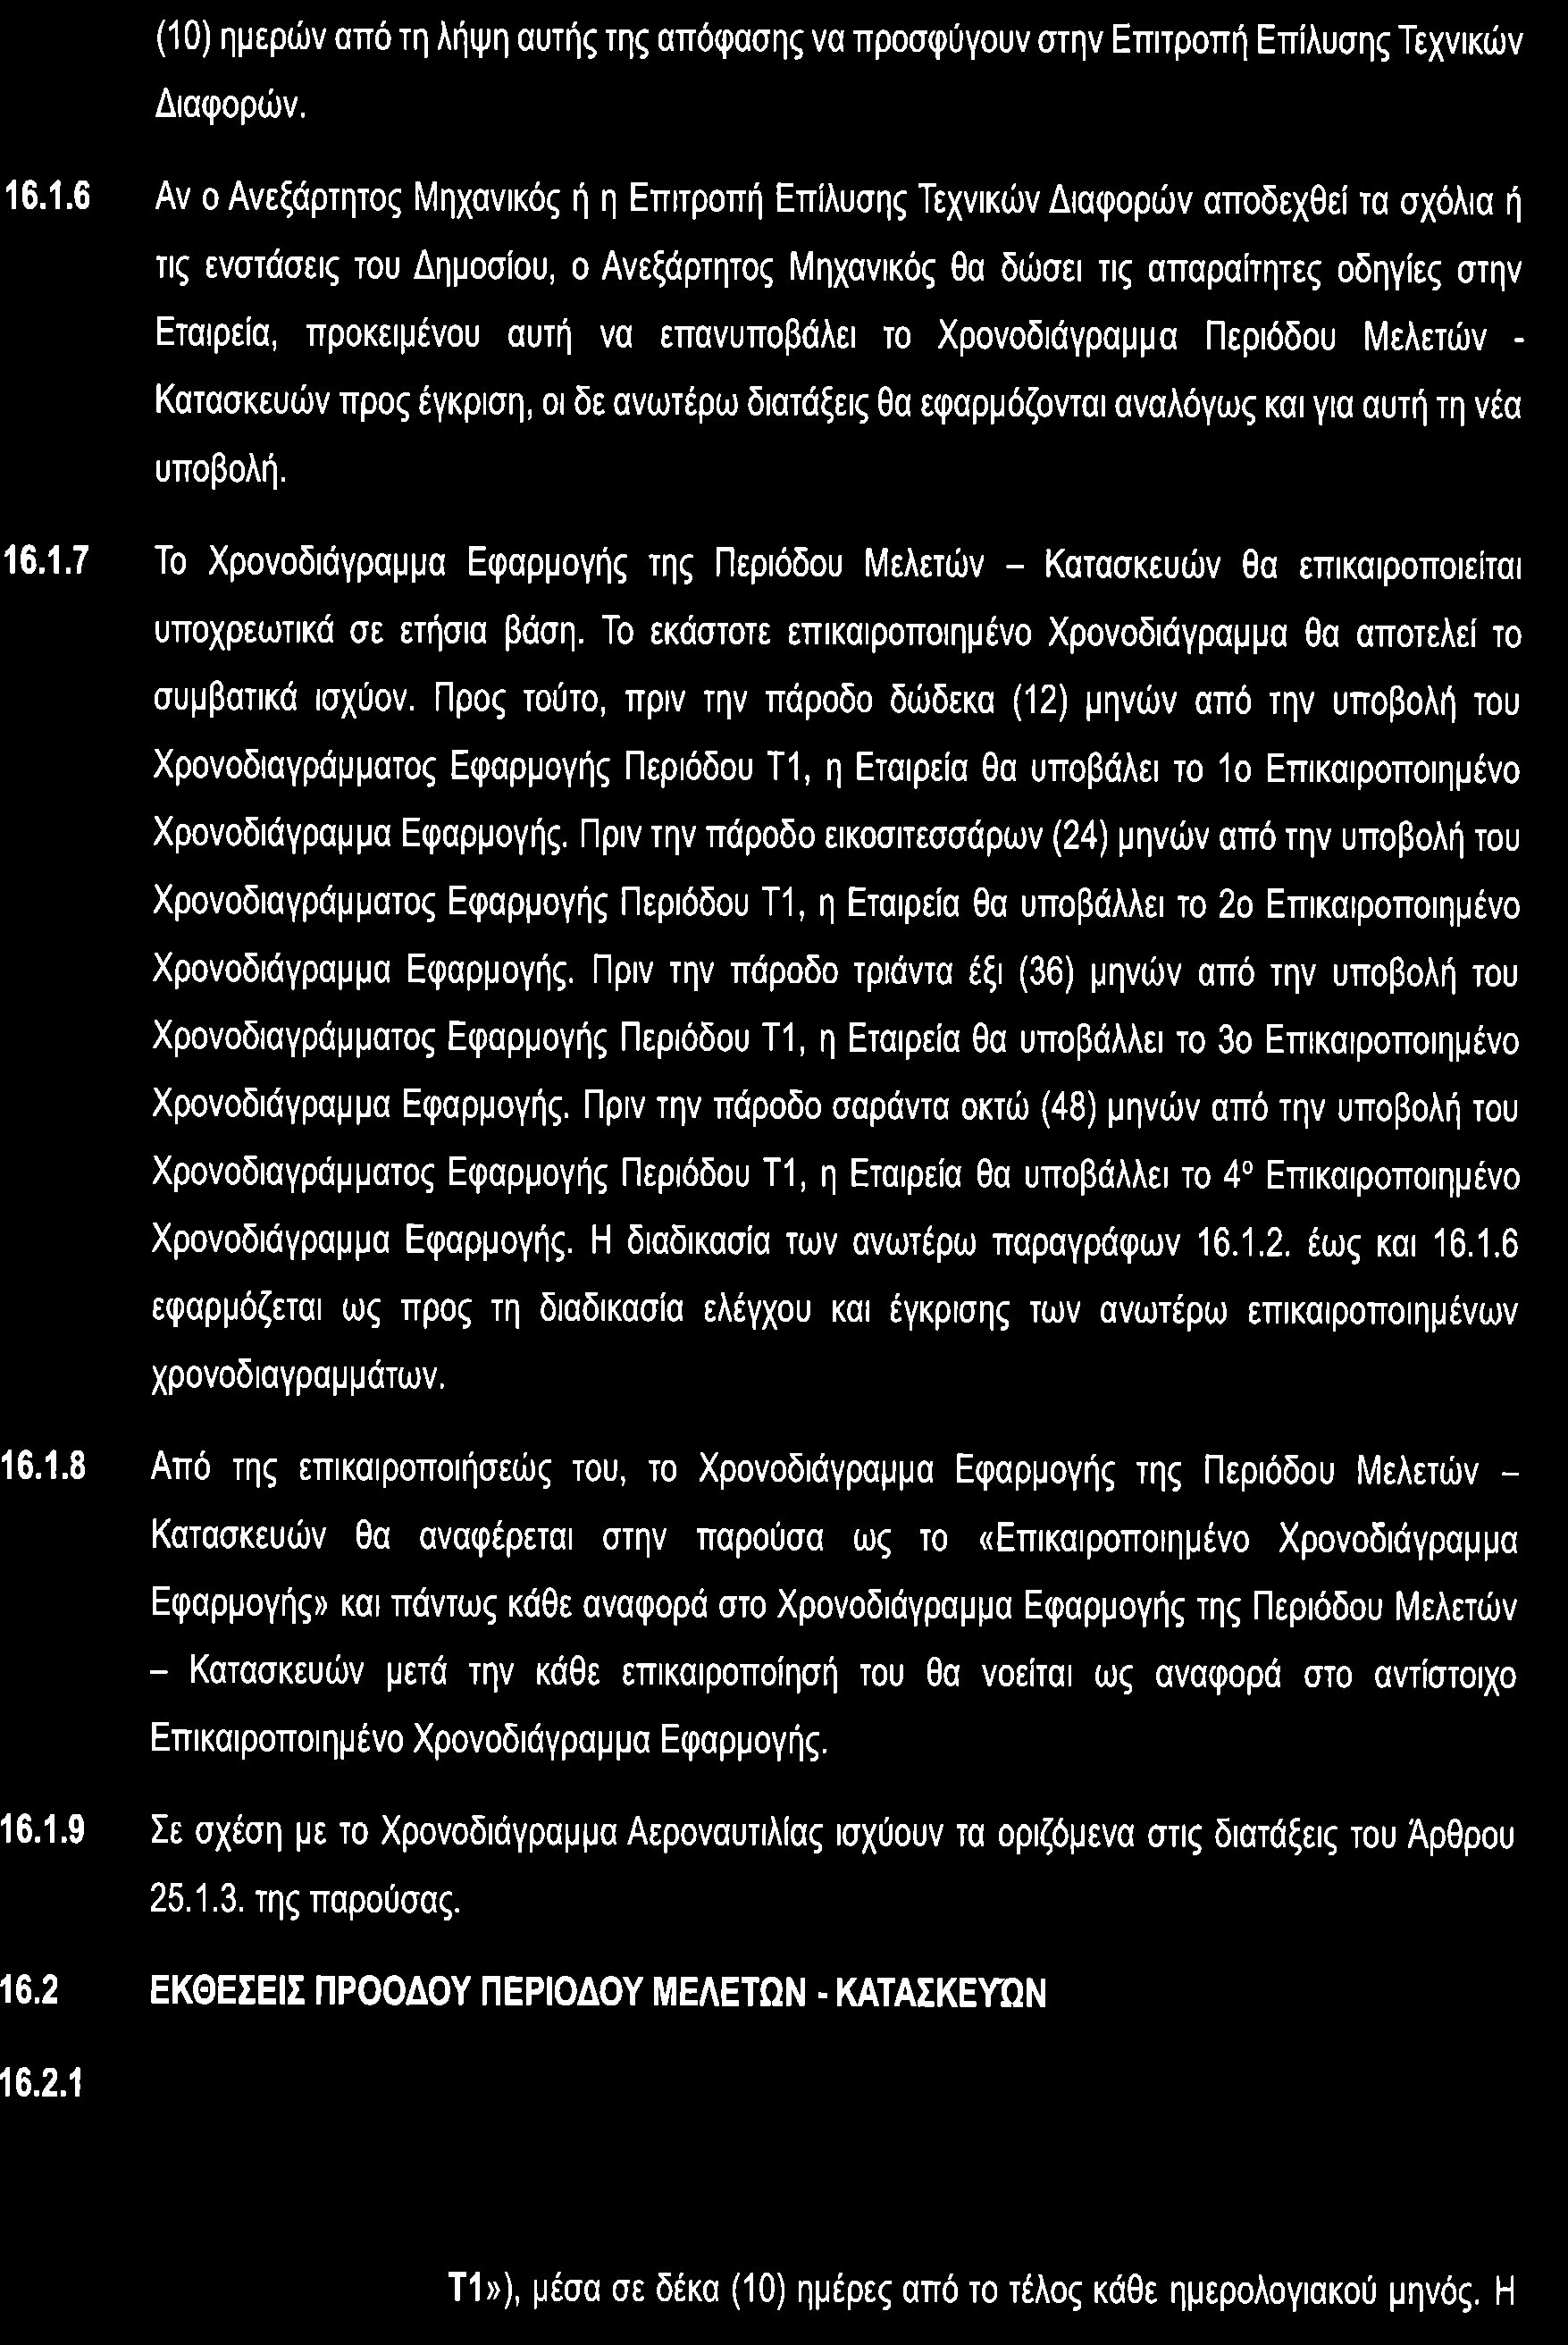 (10) ημερών από τη λήψη αυτής της απόφασης να προσφύγουν στην Επιτροπή Επίλυσης Τεχνικών
Διαφορών.
16.1.6 Αν ο Ανεξάρτητος Μηχανικός ή η Επιτροπή Επίλυσης Τεχνικών Διαφορών αποδεχθεί τα σχόλια ή
τις ενστάσεις του Δημοσίου, ο Ανεξάρτητος Μηχανικός θα δώσει τις απαραίτητες οδηγίες στην
Εταιρεία, προκειμένου αυτή να επανυποβάλει το Χρονοδιάγραμμα Περιόδου Μελετών -
Κατασκευών προς έγκριση, οι δε ανωτέρω διατάξεις θα εφαρμόζονται αναλόγως και για αυτή τη νέα
υποβολή.
16.1.7 Το Χρονοδιάγραμμα Εφαρμογής της Περιόδου Μελετών – Κατασκευών θα επικαιροποιείται
υποχρεωτικά σε ετήσια βάση. Το εκάστοτε επικαιροποιημένο Χρονοδιάγραμμα θα αποτελεί το
συμβατικά ισχύον. Προς τούτο, πριν την πάροδο δώδεκα (12) μηνών από την υποβολή του
Χρονοδιαγράμματος Εφαρμογής Περιόδου Τ1, η Εταιρεία θα υποβάλει το 1ο Επικαιροποιημένο
Χρονοδιάγραμμα Εφαρμογής. Πριν την πάροδο εικοσιτεσσάρων (24) μηνών από την υποβολή του
Χρονοδιαγράμματος Εφαρμογής Περιόδου Τ1, η Εταιρεία θα υποβάλλει το 2ο Επικαιροποιημένο
Χρονοδιάγραμμα Εφαρμογής. Πριν την πάροδο τριάντα έξι (36) μηνών από την υποβολή του
Χρονοδιαγράμματος Εφαρμογής Περιόδου Τ1, η Εταιρεία θα υποβάλλει το 3ο Επικαιροποιημένο
Χρονοδιάγραμμα Εφαρμογής. Πριν την πάροδο σαράντα οκτώ (48) μηνών από την υποβολή του
Χρονοδιαγράμματος Εφαρμογής Περιόδου Τ1, η Εταιρεία θα υποβάλλει το 4° Επικαιροποιημένο
Χρονοδιάγραμμα Εφαρμογής. Η διαδικασία των ανωτέρω παραγράφων 16.1.2. έως και 16.1.6
εφαρμόζεται ως προς τη διαδικασία ελέγχου και έγκρισης των ανωτέρω επικαιροποιημένων
χρονοδιαγραμμάτων.
16.1.8 Από της επικαιροποιήσεώς του, το Χρονοδιάγραμμα Εφαρμογής της Περιόδου Μελετών –
Κατασκευών θα αναφέρεται στην παρούσα ως το «Επικαιροποιημένο Χρονοδιάγραμμα
Εφαρμογής» και πάντως κάθε αναφορά στο Χρονοδιάγραμμα Εφαρμογής της Περιόδου Μελετών
– Κατασκευών μετά την κάθε επικαιροποίησή του θα νοείται ως αναφορά στο αντίστοιχο
Επικαιροποιημένο Χρονοδιάγραμμα Εφαρμογής.
16.1.9 Σε σχέση με το Χρονοδιάγραμμα Αεροναυτιλίας ισχύουν τα οριζόμενα στις διατάξεις του Άρθρου
25.1.3. της παρούσας.
16.2 ΕΚΘΕΣΕΙΣ ΠΡΟΟΔΟΥ ΠΕΡΙΟΔΟΥ ΜΕΛΕΤΩΝ - ΚΑΤΑΣΚΕΥΏΝ
16.2.1
Τ1»), μέσα σε δέκα (10) ημέρες από το τέλος κάθε ημερολογιακού μηνός. Η